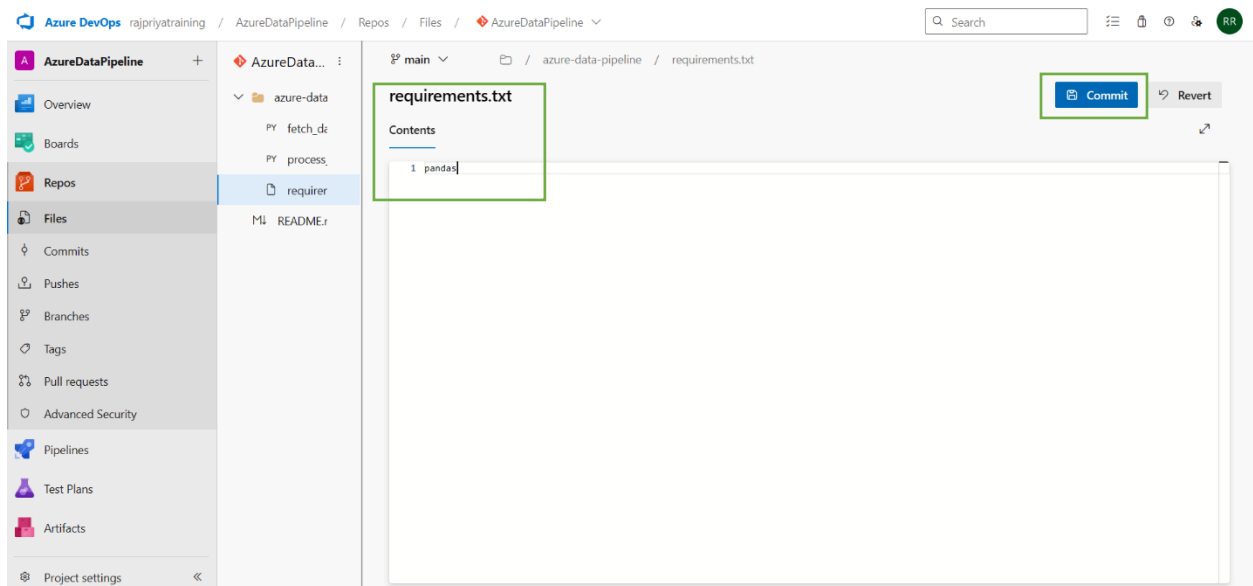 Azure DevOps rajpriyatraining / AzureDataPipeline / Repos / Files / AzureDataPipeline
Search
RR
A AzureDataPipeline +
Overview
Boards
Repos
Files
Commits
Pushes
Branches
Tags
Pull requests
Advanced Security
Pipelines
Test Plans
Artifacts
Project settings «
AzureData...
azure-data
PY fetch_da
PY process_
requirer
M↓ README.r
main / azure-data-pipeline / requirements.txt
requirements.txt
Commit
Revert
Contents
1 pandas